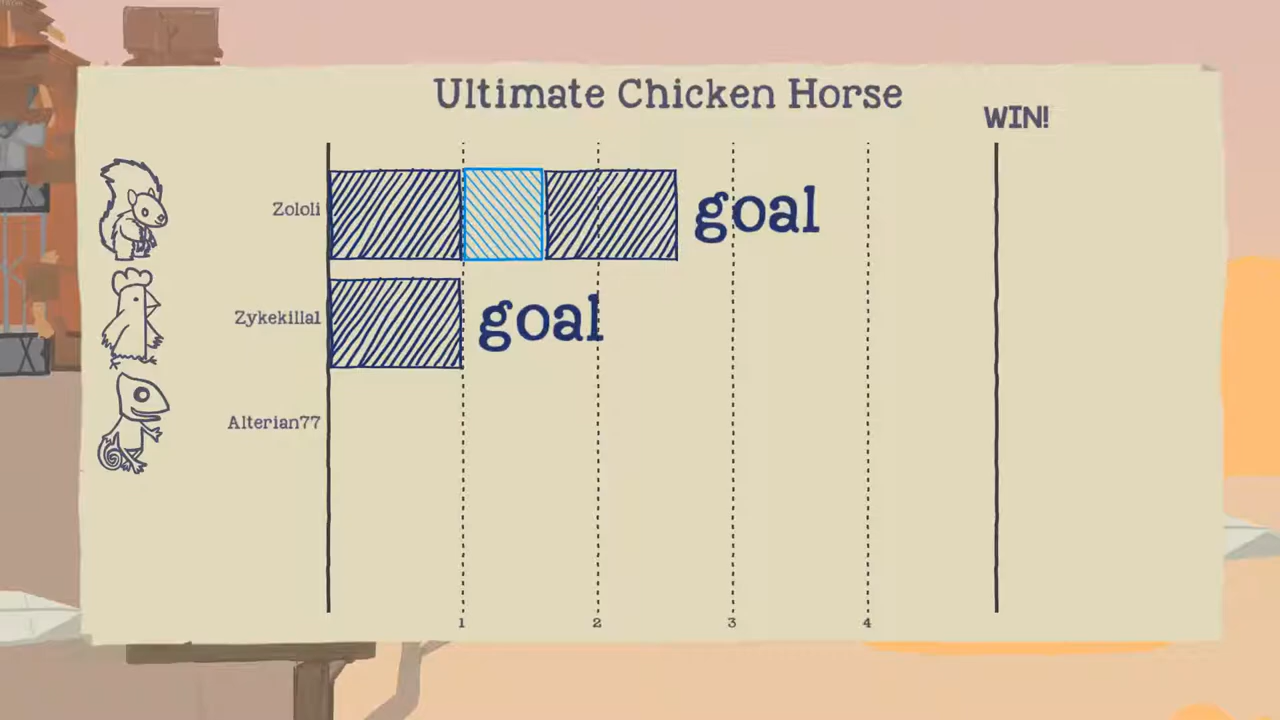 Ultimate Chicken Horse
WIN!
Zololi goal
Zykekillal goal
Alterian77
1 2 3 4